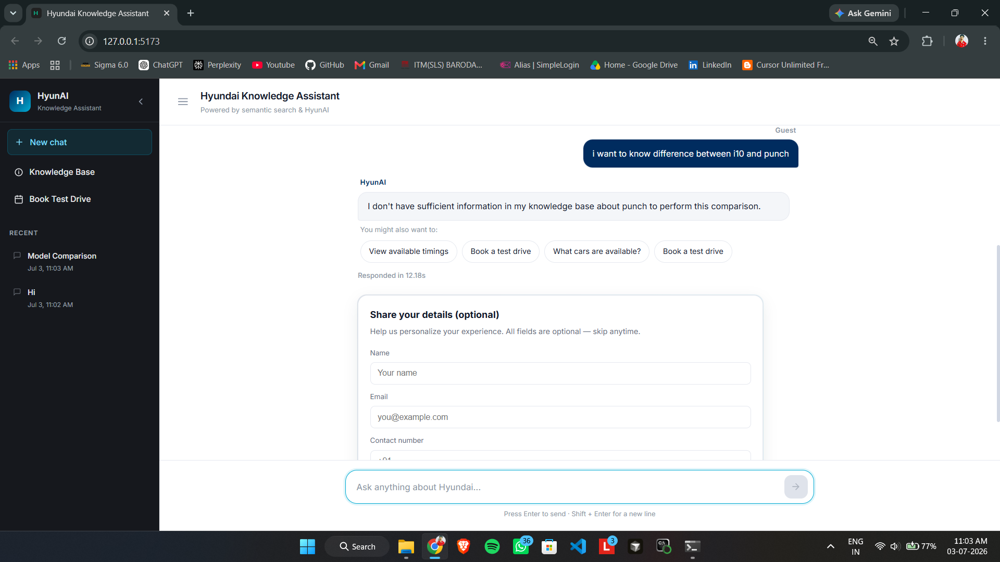 Hyundai Knowledge Assistant
Ask Gemini
127.0.0.1:5173
Apps
Sigma 6.0
ChatGPT
Perplexity
Youtube
GitHub
Gmail
ITM(SLS) BARODA...
Alias | SimpleLogin
Home - Google Drive
LinkedIn
Cursor Unlimited Fr...
H
HyunAI
Knowledge Assistant
New chat
Knowledge Base
Book Test Drive
RECENT
Model Comparison
Jul 3, 11:03 AM
Hi
Jul 3, 11:02 AM
Hyundai Knowledge Assistant
Powered by semantic search & HyunAI
Guest
i want to know difference between i10 and punch
HyunAI
I don't have sufficient information in my knowledge base about punch to perform this comparison.
You might also want to:
View available timings
Book a test drive
What cars are available?
Book a test drive
Responded in 12.18s
Share your details (optional)
Help us personalize your experience. All fields are optional — skip anytime.
Name
Your name
Email
you@example.com
Contact number
Ask anything about Hyundai...
Press Enter to send · Shift + Enter for a new line
Search
36
3
ENG
IN
77%
11:03 AM
03-07-2026